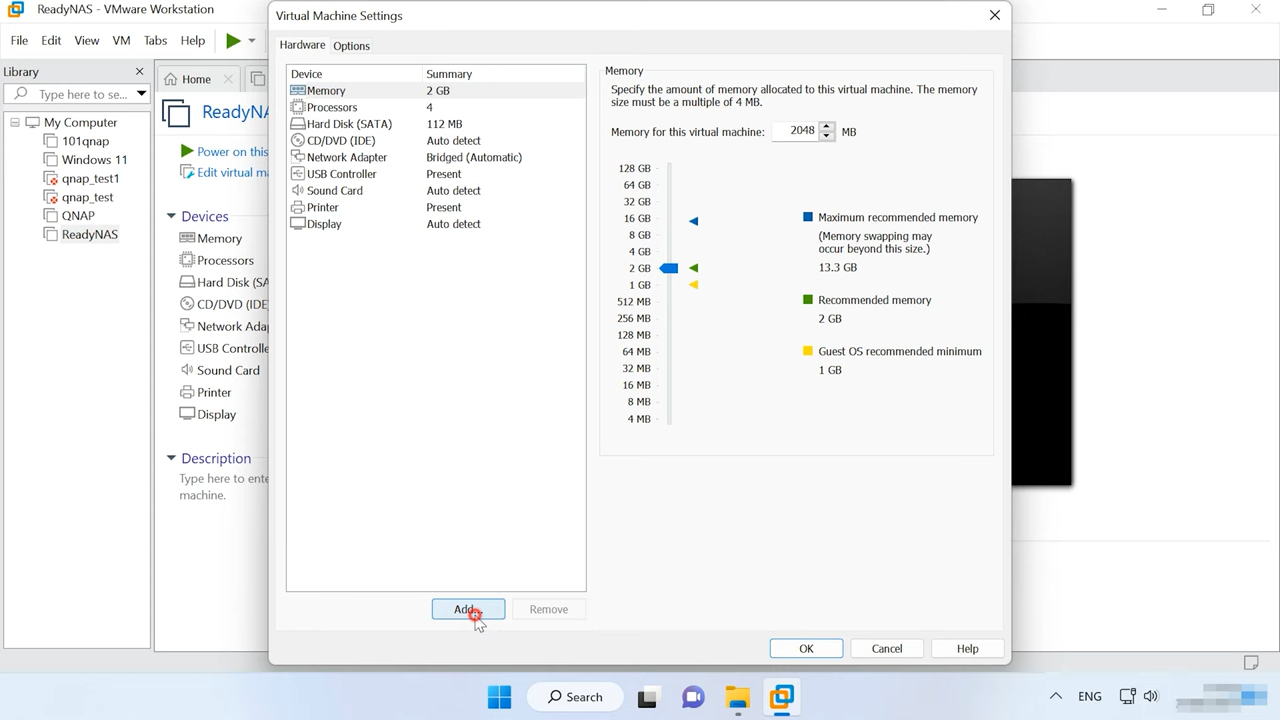 ReadyNAS - VMware Workstation
File Edit View VM Tabs Help
Library
Type here to se...
My Computer
101qnap
Windows 11
qnap_test1
qnap_test
QNAP
ReadyNAS
Home
ReadyNA
Power on this
Edit virtual ma
Devices
Memory
Processors
Hard Disk (SA
CD/DVD (IDE
Network Adap
USB Controlle
Sound Card
Printer
Display
Description
Type here to ente
machine.
Virtual Machine Settings
Hardware Options
Device Summary
Memory 2 GB
Processors 4
Hard Disk (SATA) 112 MB
CD/DVD (IDE) Auto detect
Network Adapter Bridged (Automatic)
USB Controller Present
Sound Card Auto detect
Printer Present
Display Auto detect
Add...
Remove
Memory
Specify the amount of memory allocated to this virtual machine. The memory
size must be a multiple of 4 MB.
Memory for this virtual machine: 2048 MB
128 GB
64 GB
32 GB
16 GB
8 GB
4 GB
2 GB
1 GB
512 MB
256 MB
128 MB
64 MB
32 MB
16 MB
8 MB
4 MB
Maximum recommended memory
(Memory swapping may
occur beyond this size.)
13.3 GB
Recommended memory
2 GB
Guest OS recommended minimum
1 GB
OK Cancel Help
Search
ENG